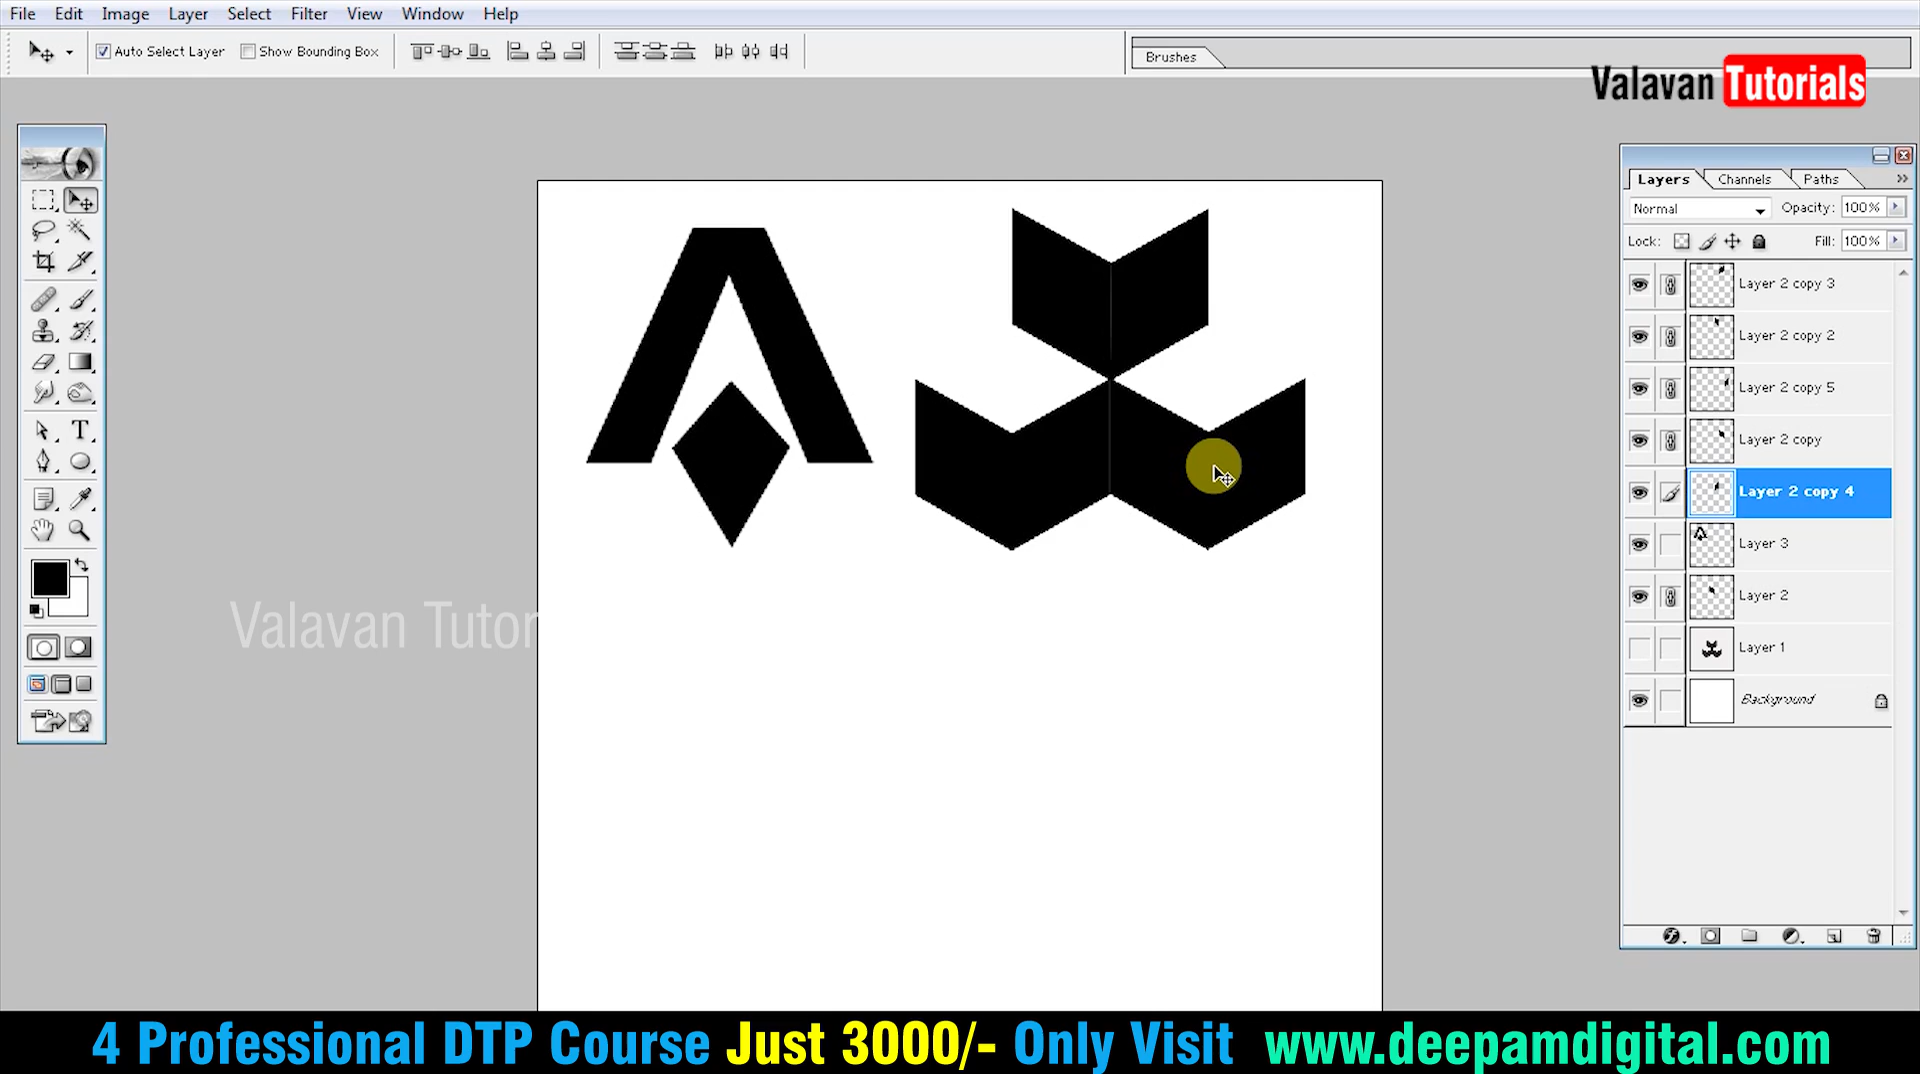 File Edit Image Layer Select Filter View Window Help
Auto Select Layer Show Bounding Box
Brushes
Valavan Tutorials
Layers Channels Paths
Normal Opacity: 100%
Lock: Fill: 100%
Layer 2 copy 3
Layer 2 copy 2
Layer 2 copy 5
Layer 2 copy
Layer 2 copy 4
Layer 3
Layer 2
Layer 1
Background
Valavan Tutor
4 Professional DTP Course Just 3000/- Only Visit www.deepamdigital.com